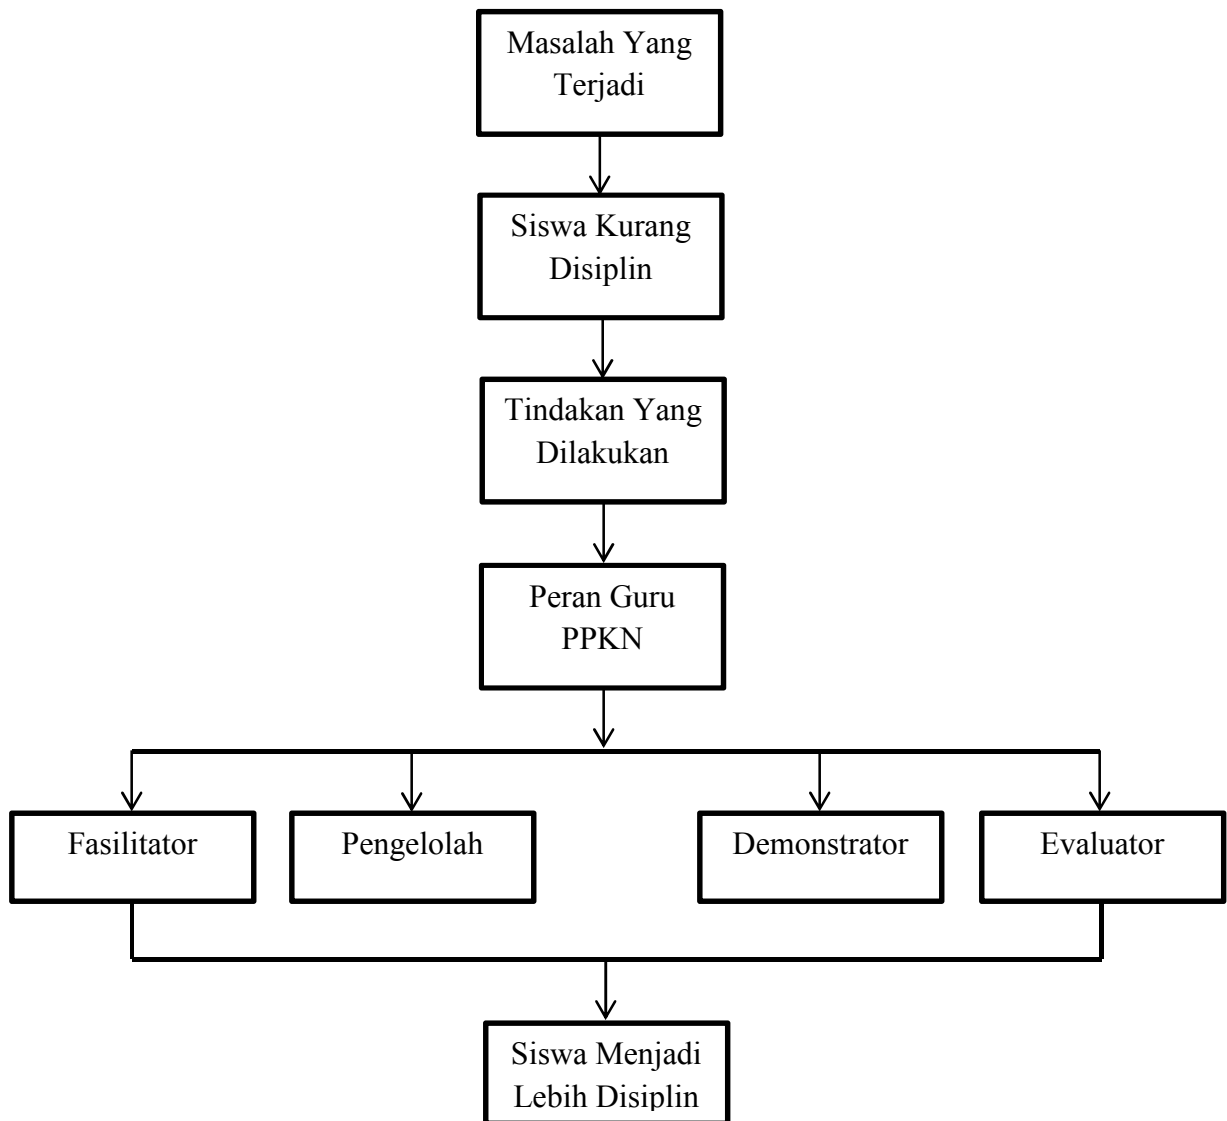 Masalah Yang
Terjadi
Siswa Kurang
Disiplin
Tindakan Yang
Dilakukan
Peran Guru
PPKN
Fasilitator
Pengelolah
Demonstrator
Evaluator
Siswa Menjadi
Lebih Disiplin